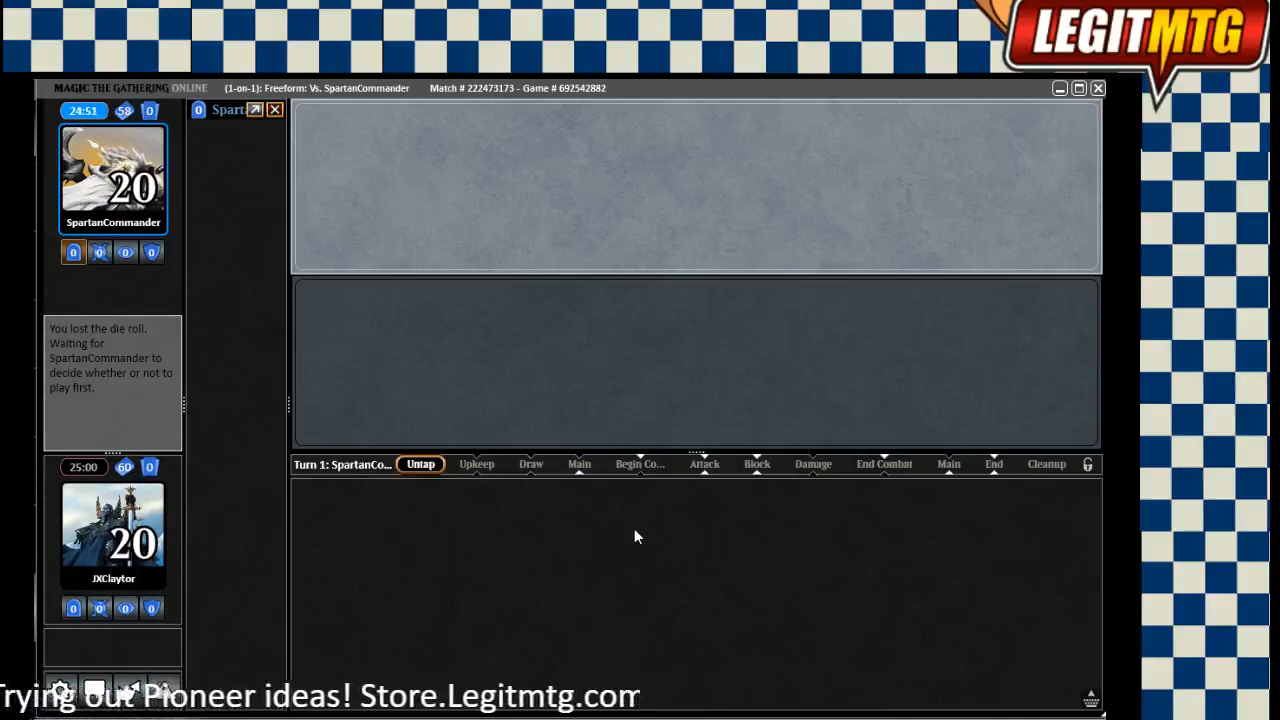 LEGITMTG
MAGIC THE GATHERING ONLINE (1-on-1): Freeform: Vs. SpartanCommander Match # 222473173 - Game # 692542882
24:51 58 0
0 Spart
20
SpartanCommander
0 0 0 0
You lost the die roll.
Waiting for
SpartanCommander to
decide whether or not to
play first.
25:00 60 0
Turn 1: SpartanCo... Untap Upkeep Draw Main Begin Co... Attack Block Damage End Combat Main End Cleanup
20
JXClaytor
0 0 0 0
Trying out Pioneer ideas! Store.Legitmtg.com